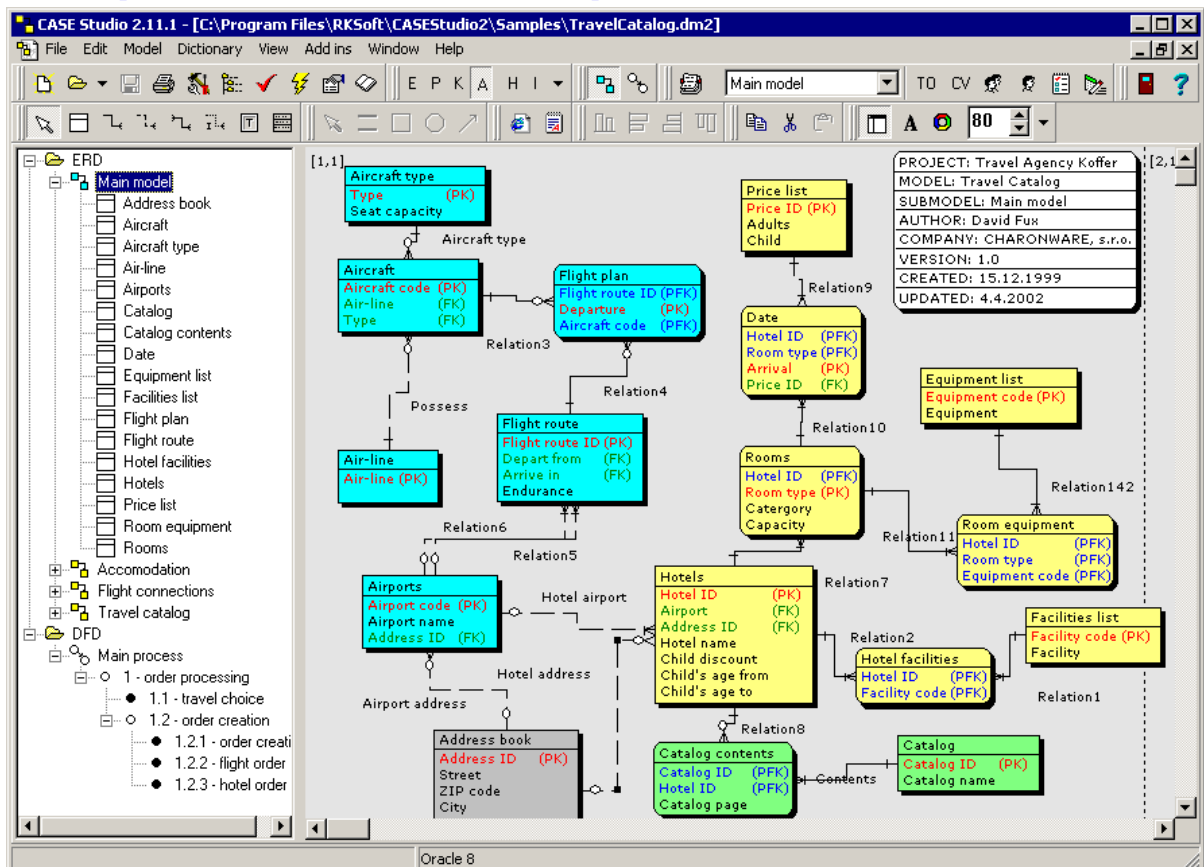 CASE Studio 2.11.1 - [C:\Program Files\RKSoft\CASEStudio2\Samples\TravelCatalog.dm2]
File Edit Model Dictionary View Add ins Window Help
E P K A H I Main model TO CV
A 80
ERD
Main model
Address book
Aircraft
Aircraft type
Air-line
Airports
Catalog
Catalog contents
Date
Equipment list
Facilities list
Flight plan
Flight route
Hotel facilities
Hotels
Price list
Room equipment
Rooms
Accomodation
Flight connections
Travel catalog
DFD
Main process
1 - order processing
1.1 - travel choice
1.2 - order creation
1.2.1 - order creati
1.2.2 - flight order
1.2.3 - hotel order
[1,1]
Aircraft type
Type (PK)
Seat capacity
Aircraft type
Aircraft
Aircraft code (PK)
Air-line (FK)
Type (FK)
Flight plan
Flight route ID (PFK)
Departure (PK)
Aircraft code (PFK)
Relation3
Relation4
Possess
Air-line
Air-line (PK)
Flight route
Flight route ID (PK)
Depart from (FK)
Arrive in (FK)
Endurance
Relation6
Relation5
Airports
Airport code (PK)
Airport name
Address ID (FK)
Hotel airport
Hotel address
Airport address
Address book
Address ID (PK)
Street
ZIP code
City
Price list
Price ID (PK)
Adults
Child
Relation9
Date
Hotel ID (PFK)
Room type (PFK)
Arrival (PK)
Price ID (FK)
Relation10
Rooms
Hotel ID (PFK)
Room type (PK)
Catergory
Capacity
Relation11
Relation7
Hotels
Hotel ID (PK)
Airport (FK)
Address ID (FK)
Hotel name
Child discount
Child's age from
Child's age to
Relation2
Relation8
Catalog contents
Catalog ID (PFK)
Hotel ID (PFK)
Catalog page
Contents
Catalog
Catalog ID (PK)
Catalog name
PROJECT: Travel Agency Koffer
MODEL: Travel Catalog
SUBMODEL: Main model
AUTHOR: David Fux
COMPANY: CHARONWARE, s.r.o.
VERSION: 1.0
CREATED: 15.12.1999
UPDATED: 4.4.2002
[2,1
Equipment list
Equipment code (PK)
Equipment
Relation142
Room equipment
Hotel ID (PFK)
Room type (PFK)
Equipment code (PFK)
Facilities list
Facility code (PK)
Facility
Hotel facilities
Hotel ID (PFK)
Facility code (PFK)
Relation1
Oracle 8